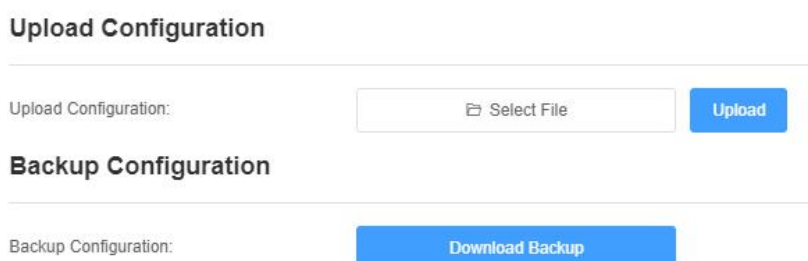 Upload Configuration
Upload Configuration:
Select File
Upload
Backup Configuration
Backup Configuration:
Download Backup